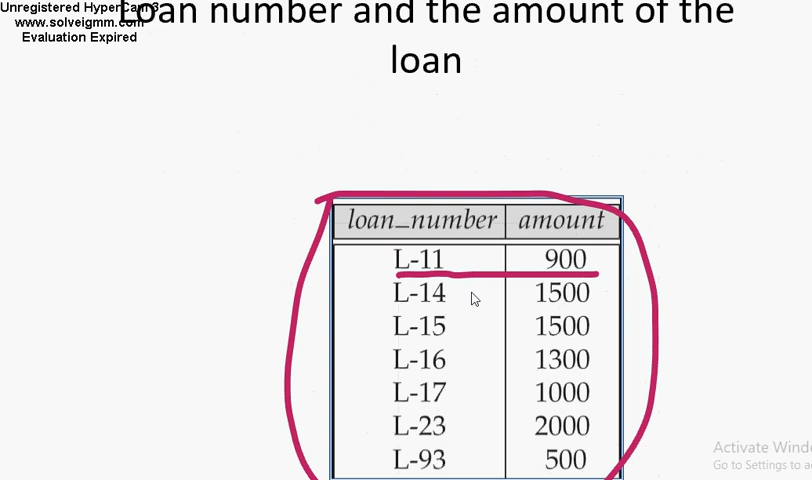 Unregistered HyperCam 3
www.solveigmm.com
Evaluation Expired
Loan number and the amount of the
loan
loan_number amount
L-11 900
L-14 1500
L-15 1500
L-16 1300
L-17 1000
L-23 2000
L-93 500
Activate Wind
Go to Settings to a